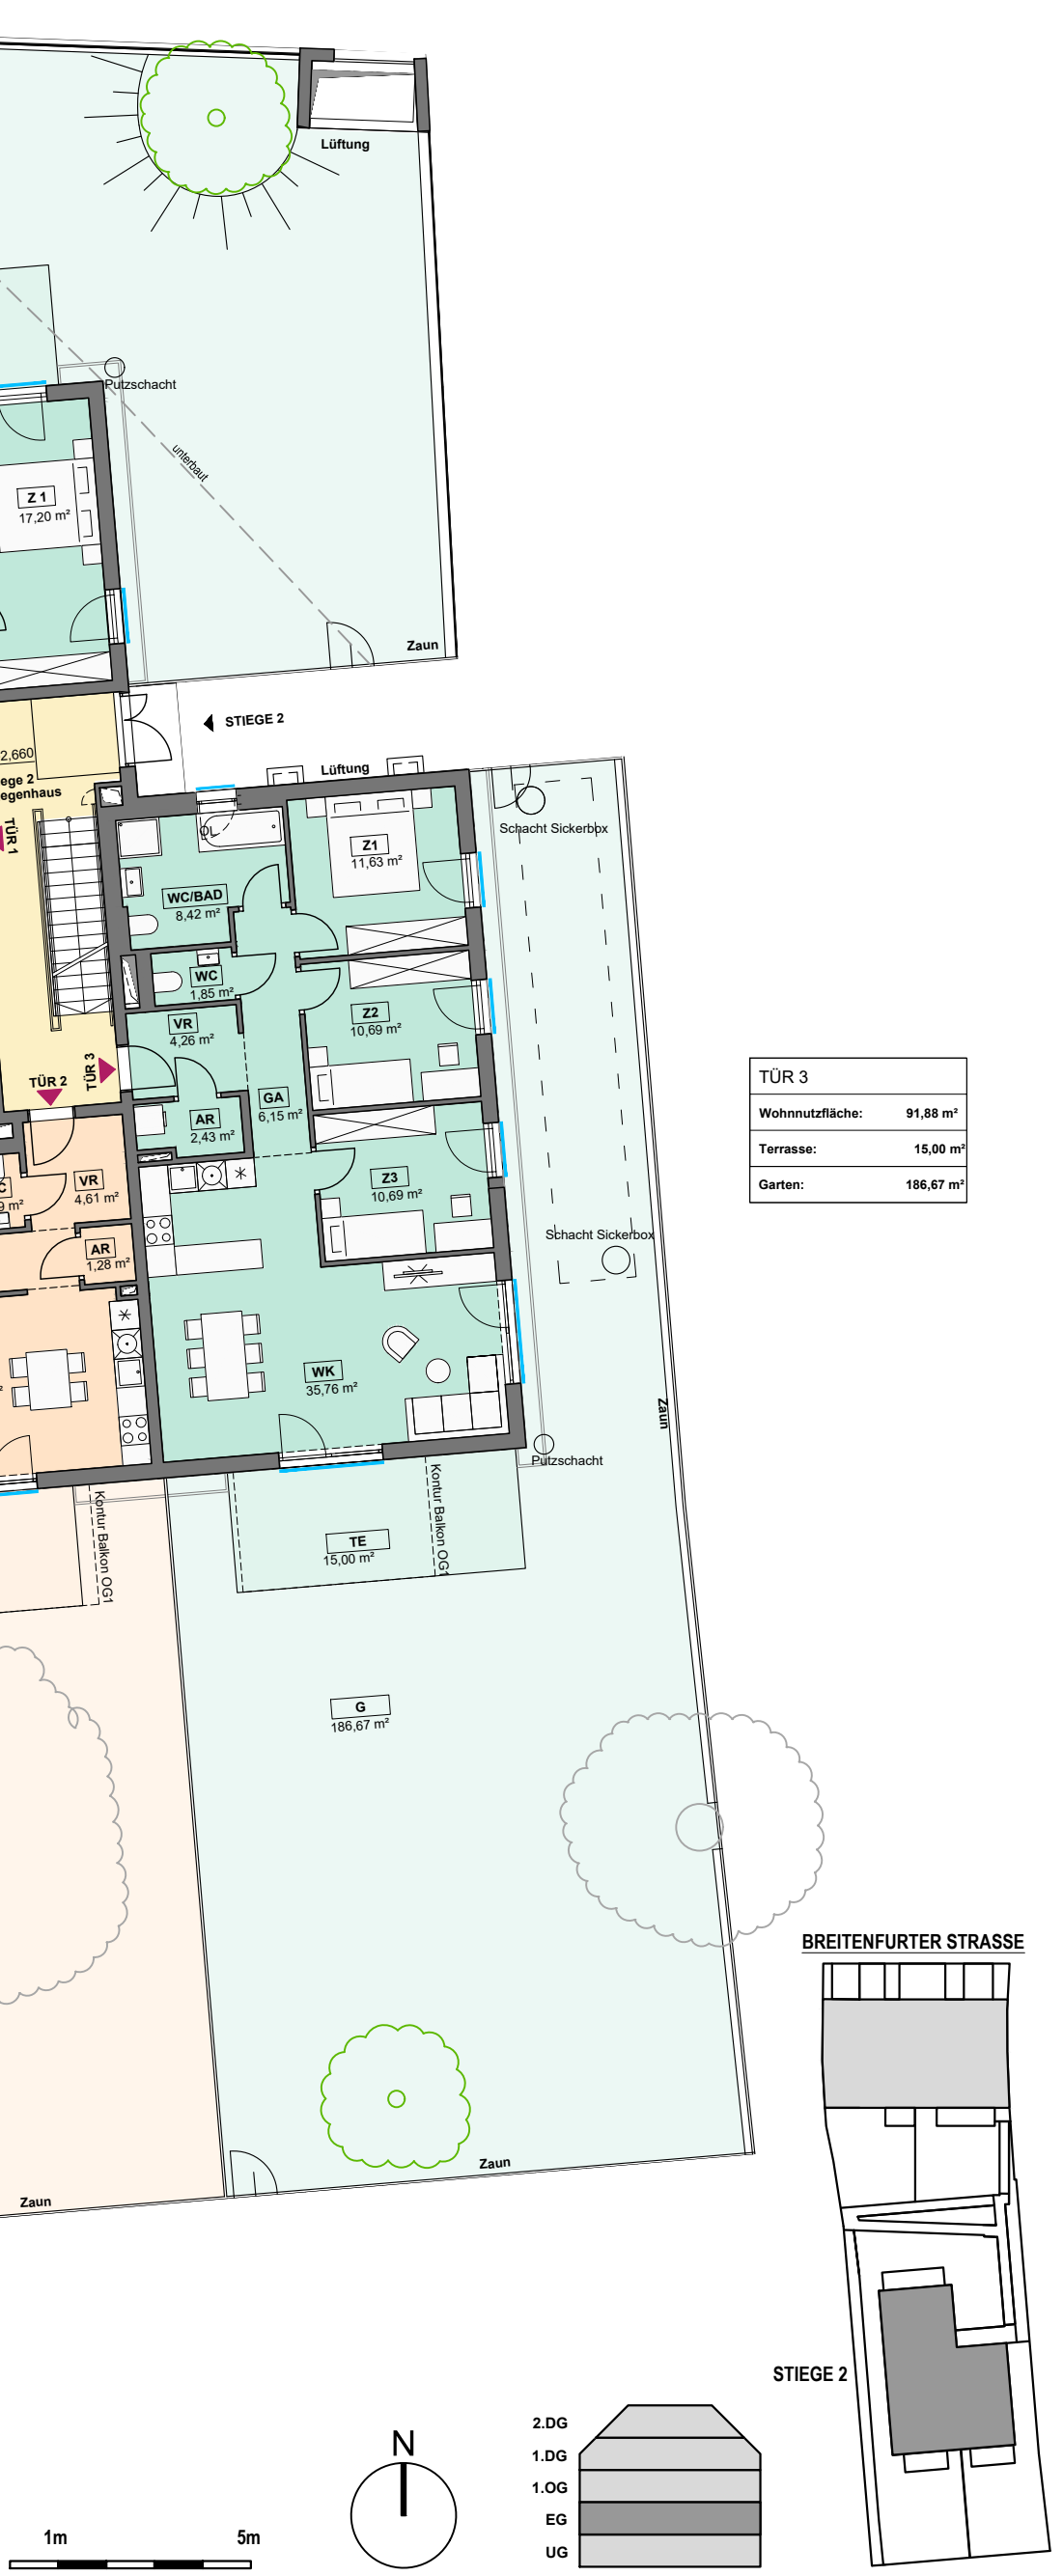 Lüftung
Putzschacht
unterbaut
Z 1
17,20 m²
Zaun
STIEGE 2
2,660
ege 2
egenhaus
TÜR 1
Lüftung
Schacht Sickerbox
Z1
11,63 m²
WC/BAD
8,42 m²
WC
1,85 m²
Z2
10,69 m²
VR
4,26 m²
TÜR 3
TÜR 2
GA
6,15 m²
AR
2,43 m²
TÜR 3
Wohnnutzfläche: 91,88 m²
Terrasse: 15,00 m²
Garten: 186,67 m²
VR
4,61 m²
C
9 m²
Z3
10,69 m²
AR
1,28 m²
Schacht Sickerbox
WK
35,76 m²
Zaun
Putzschacht
Kontur Balkon OG1
Kontur Balkon OG1
TE
15,00 m²
G
186,67 m²
BREITENFURTER STRASSE
Zaun
Zaun
STIEGE 2
N
2.DG
1.DG
1.OG
EG
UG
1m 5m